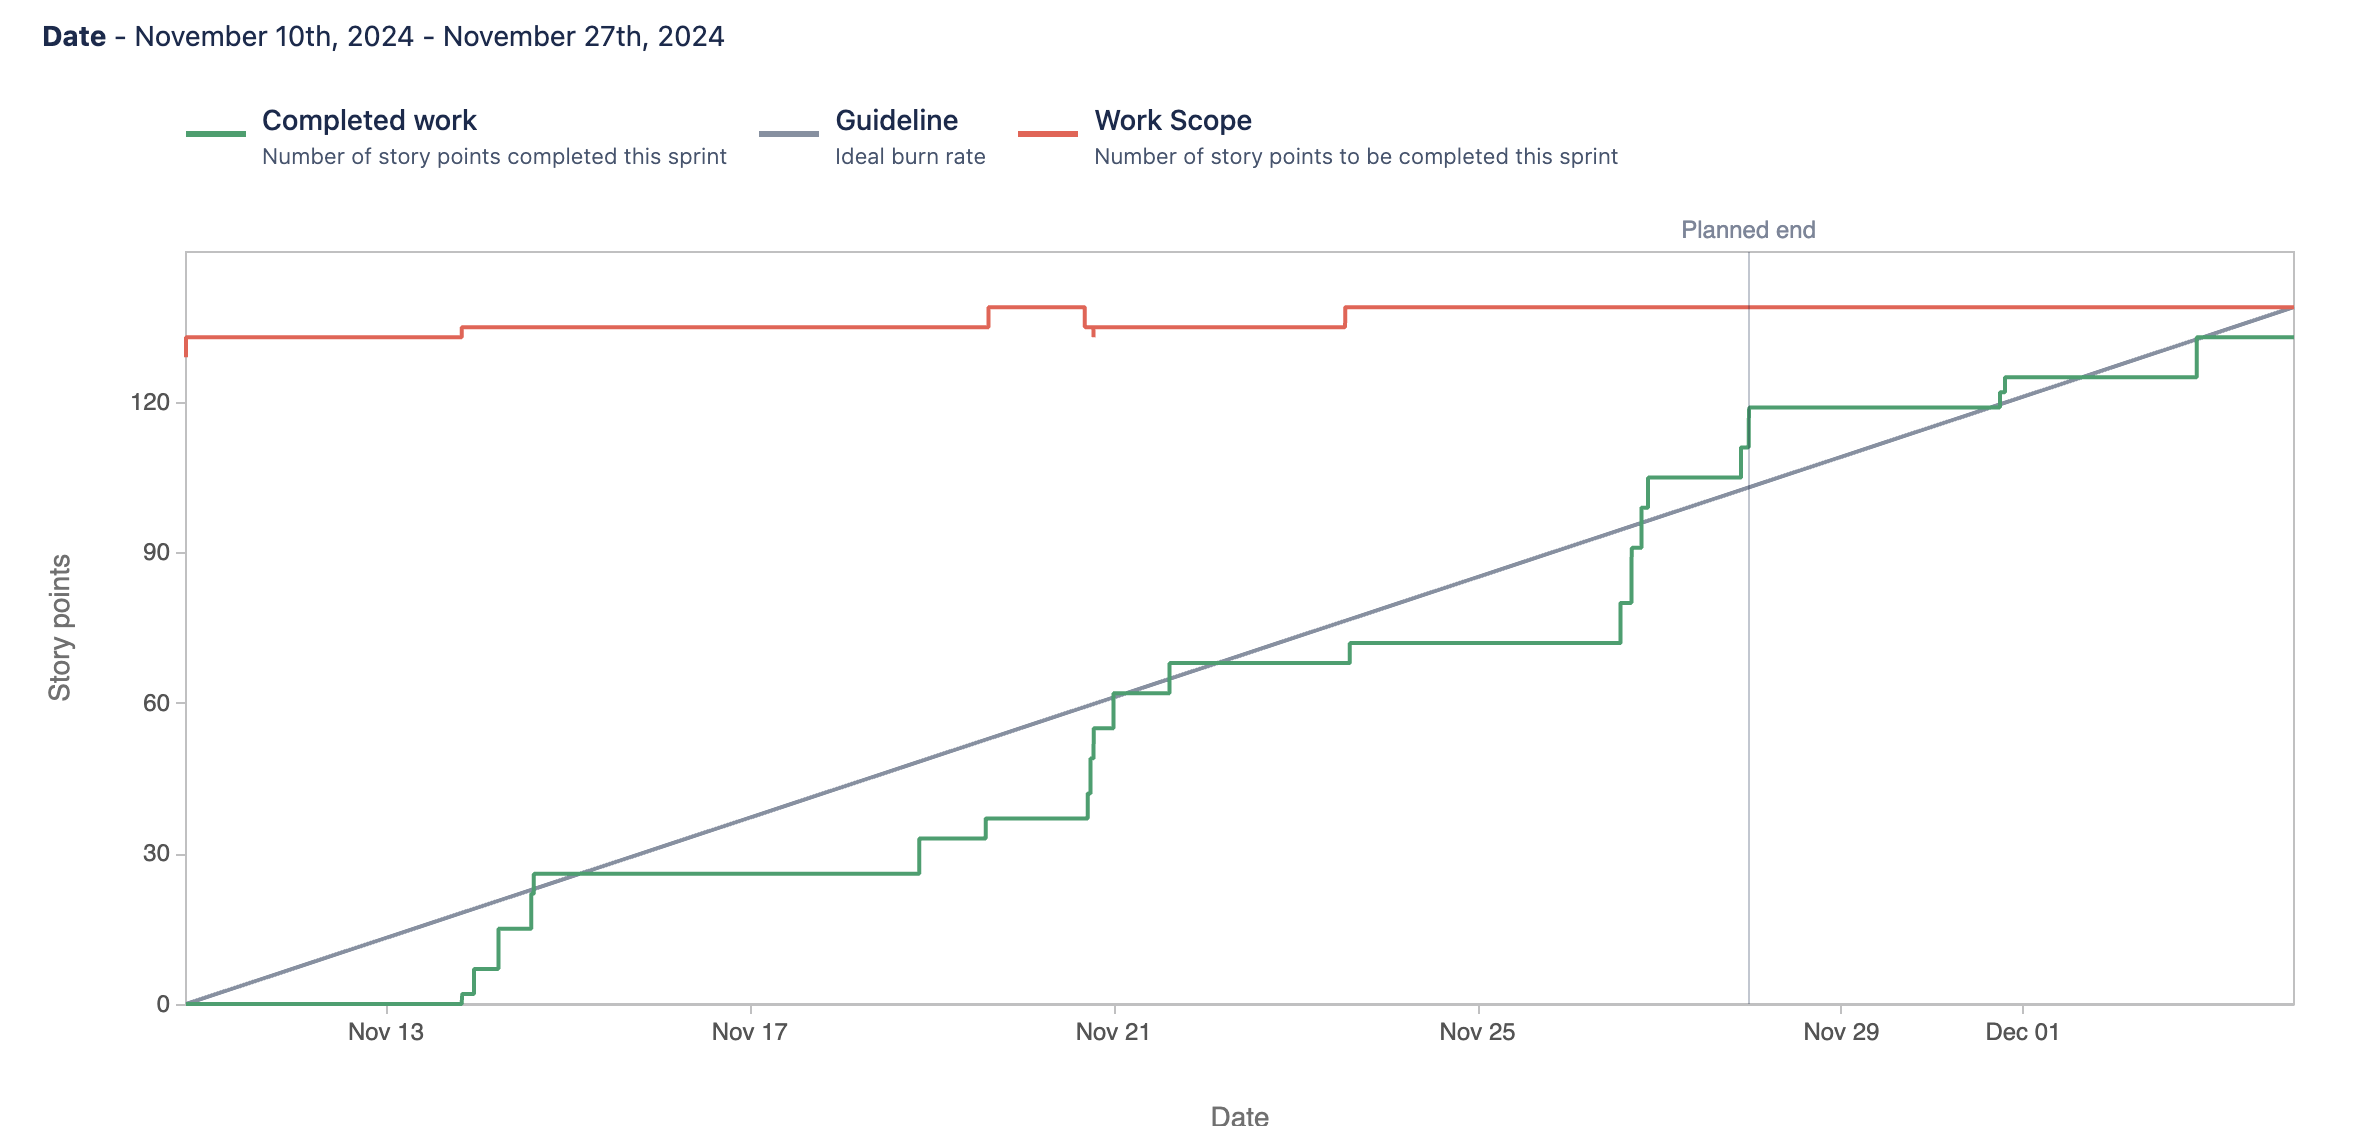 Date - November 10th, 2024 - November 27th, 2024
Completed work
Number of story points completed this sprint
Guideline
Ideal burn rate
Work Scope
Number of story points to be completed this sprint
Planned end
120
90
60
30
0
Story points
Nov 13
Nov 17
Nov 21
Nov 25
Nov 29
Dec 01
Date